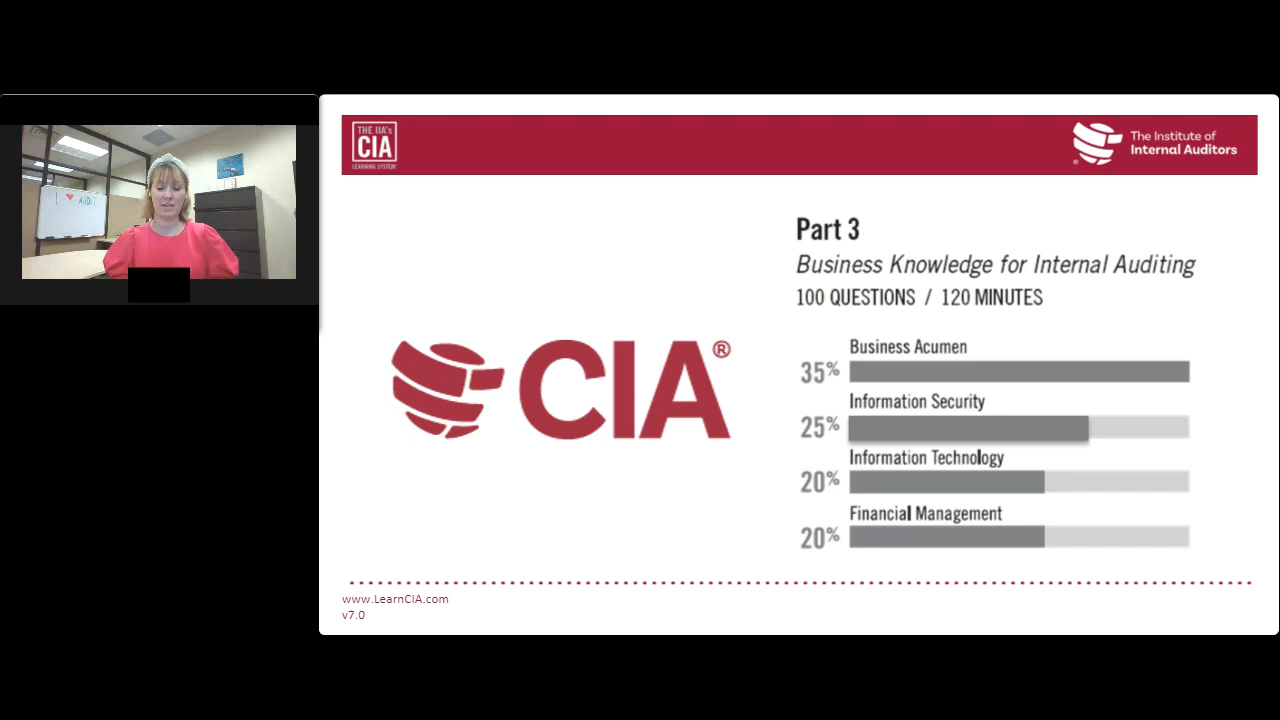 I ♥ AUDIT
THE IIA's
CIA
LEARNING SYSTEM
The Institute of
Internal Auditors
Part 3
Business Knowledge for Internal Auditing
100 QUESTIONS / 120 MINUTES
CIA®
Business Acumen
35%
Information Security
25%
Information Technology
20%
Financial Management
20%
www.LearnCIA.com
v7.0